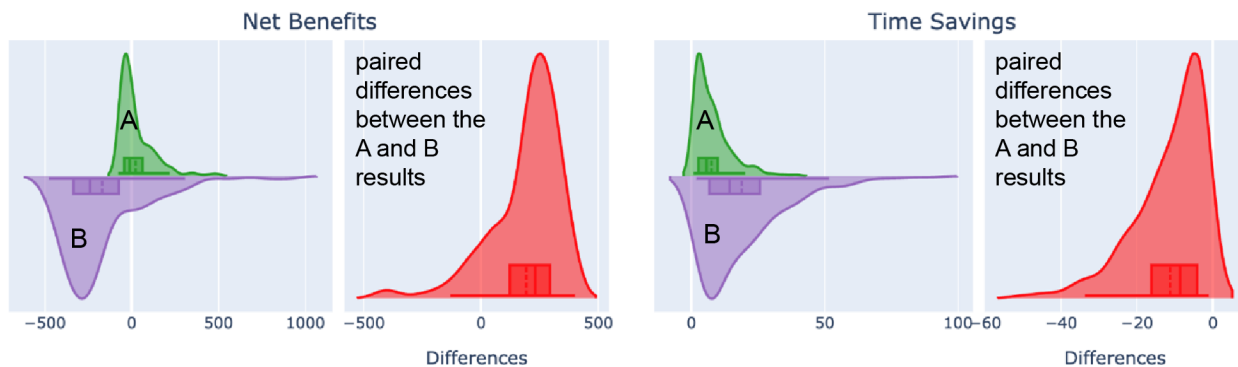 Net Benefits
Time Savings
A
B
paired
differences
between the
A and B
results
−500
0
500
1000
−500
0
500
Differences
A
B
paired
differences
between the
A and B
results
0
50
100
−60
−40
−20
0
Differences